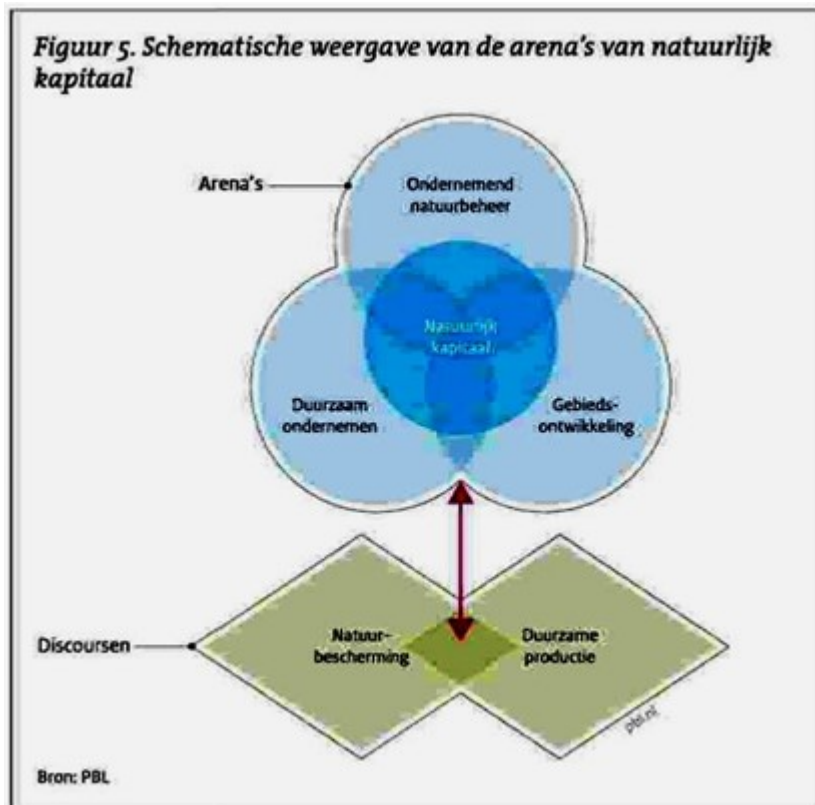 Figuur 5. Schematische weergave van de arena's van natuurlijk
kapitaal
Arena's
Ondernemend
natuurbeheer
Natuurlijk
kapitaal
Duurzaam
ondernemen
Gebieds-
ontwikkeling
Discoursen
Natuur-
bescherming
Duurzame
productie
pbl.nl
Bron: PBL